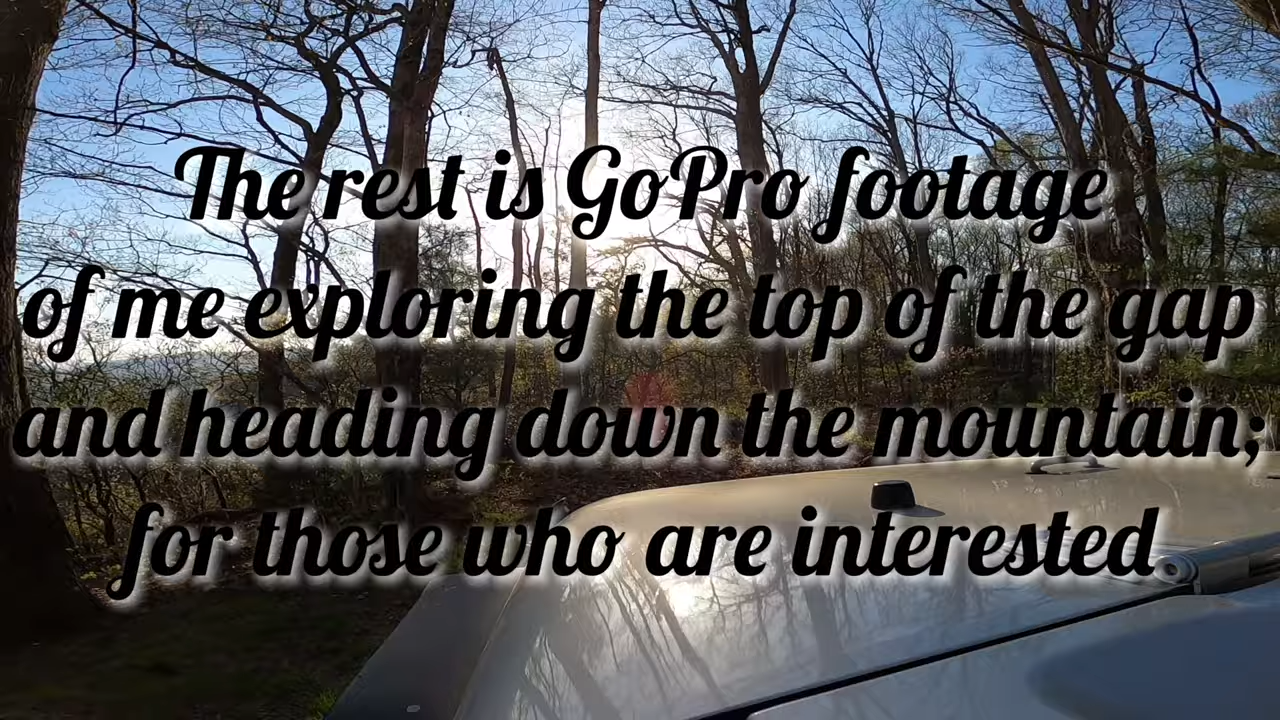 The rest is GoPro footage
of me exploring the top of the gap
and heading down the mountain;
for those who are interested